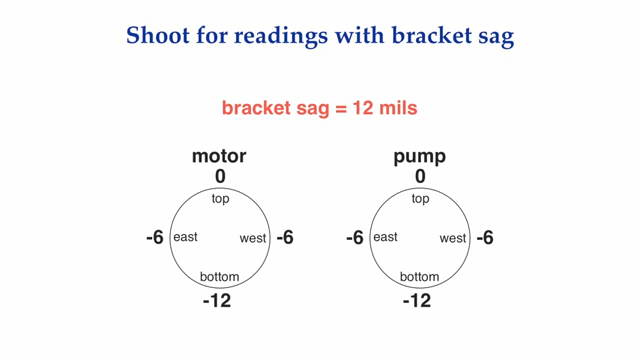 Shoot for readings with bracket sag
bracket sag = 12 mils
motor
0
top
-6 east west -6
bottom
-12
pump
0
top
-6 east west -6
bottom
-12